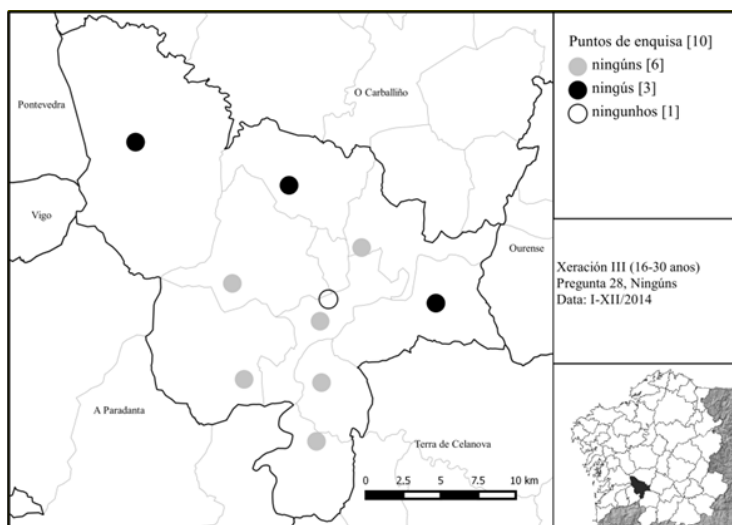 Puntos de enquisa [10]
ningúns [6]
ningús [3]
ningunhos [1]
O Carballiño
Pontevedra
Vigo
Ourense
Xeración III (16-30 anos)
Pregunta 28, Ningúns
Data: I-XII/2014
A Paradanta
Terra de Celanova
0 2.5 5 7.5 10 km